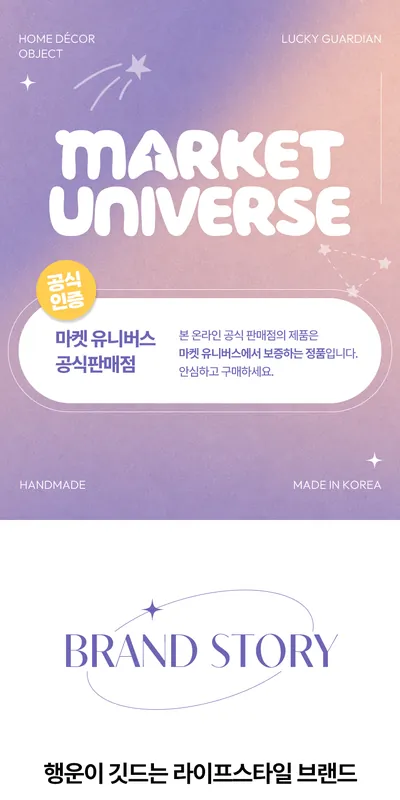 HOME DÉCOR
OBJECT
LUCKY GUARDIAN
MARKET
UNIVERSE
공식
인증
마켓 유니버스
공식판매점
본 온라인 공식 판매점의 제품은
마켓 유니버스에서 보증하는 정품입니다.
안심하고 구매하세요.
HANDMADE
MADE IN KOREA
BRAND STORY
행운이 깃드는 라이프스타일 브랜드